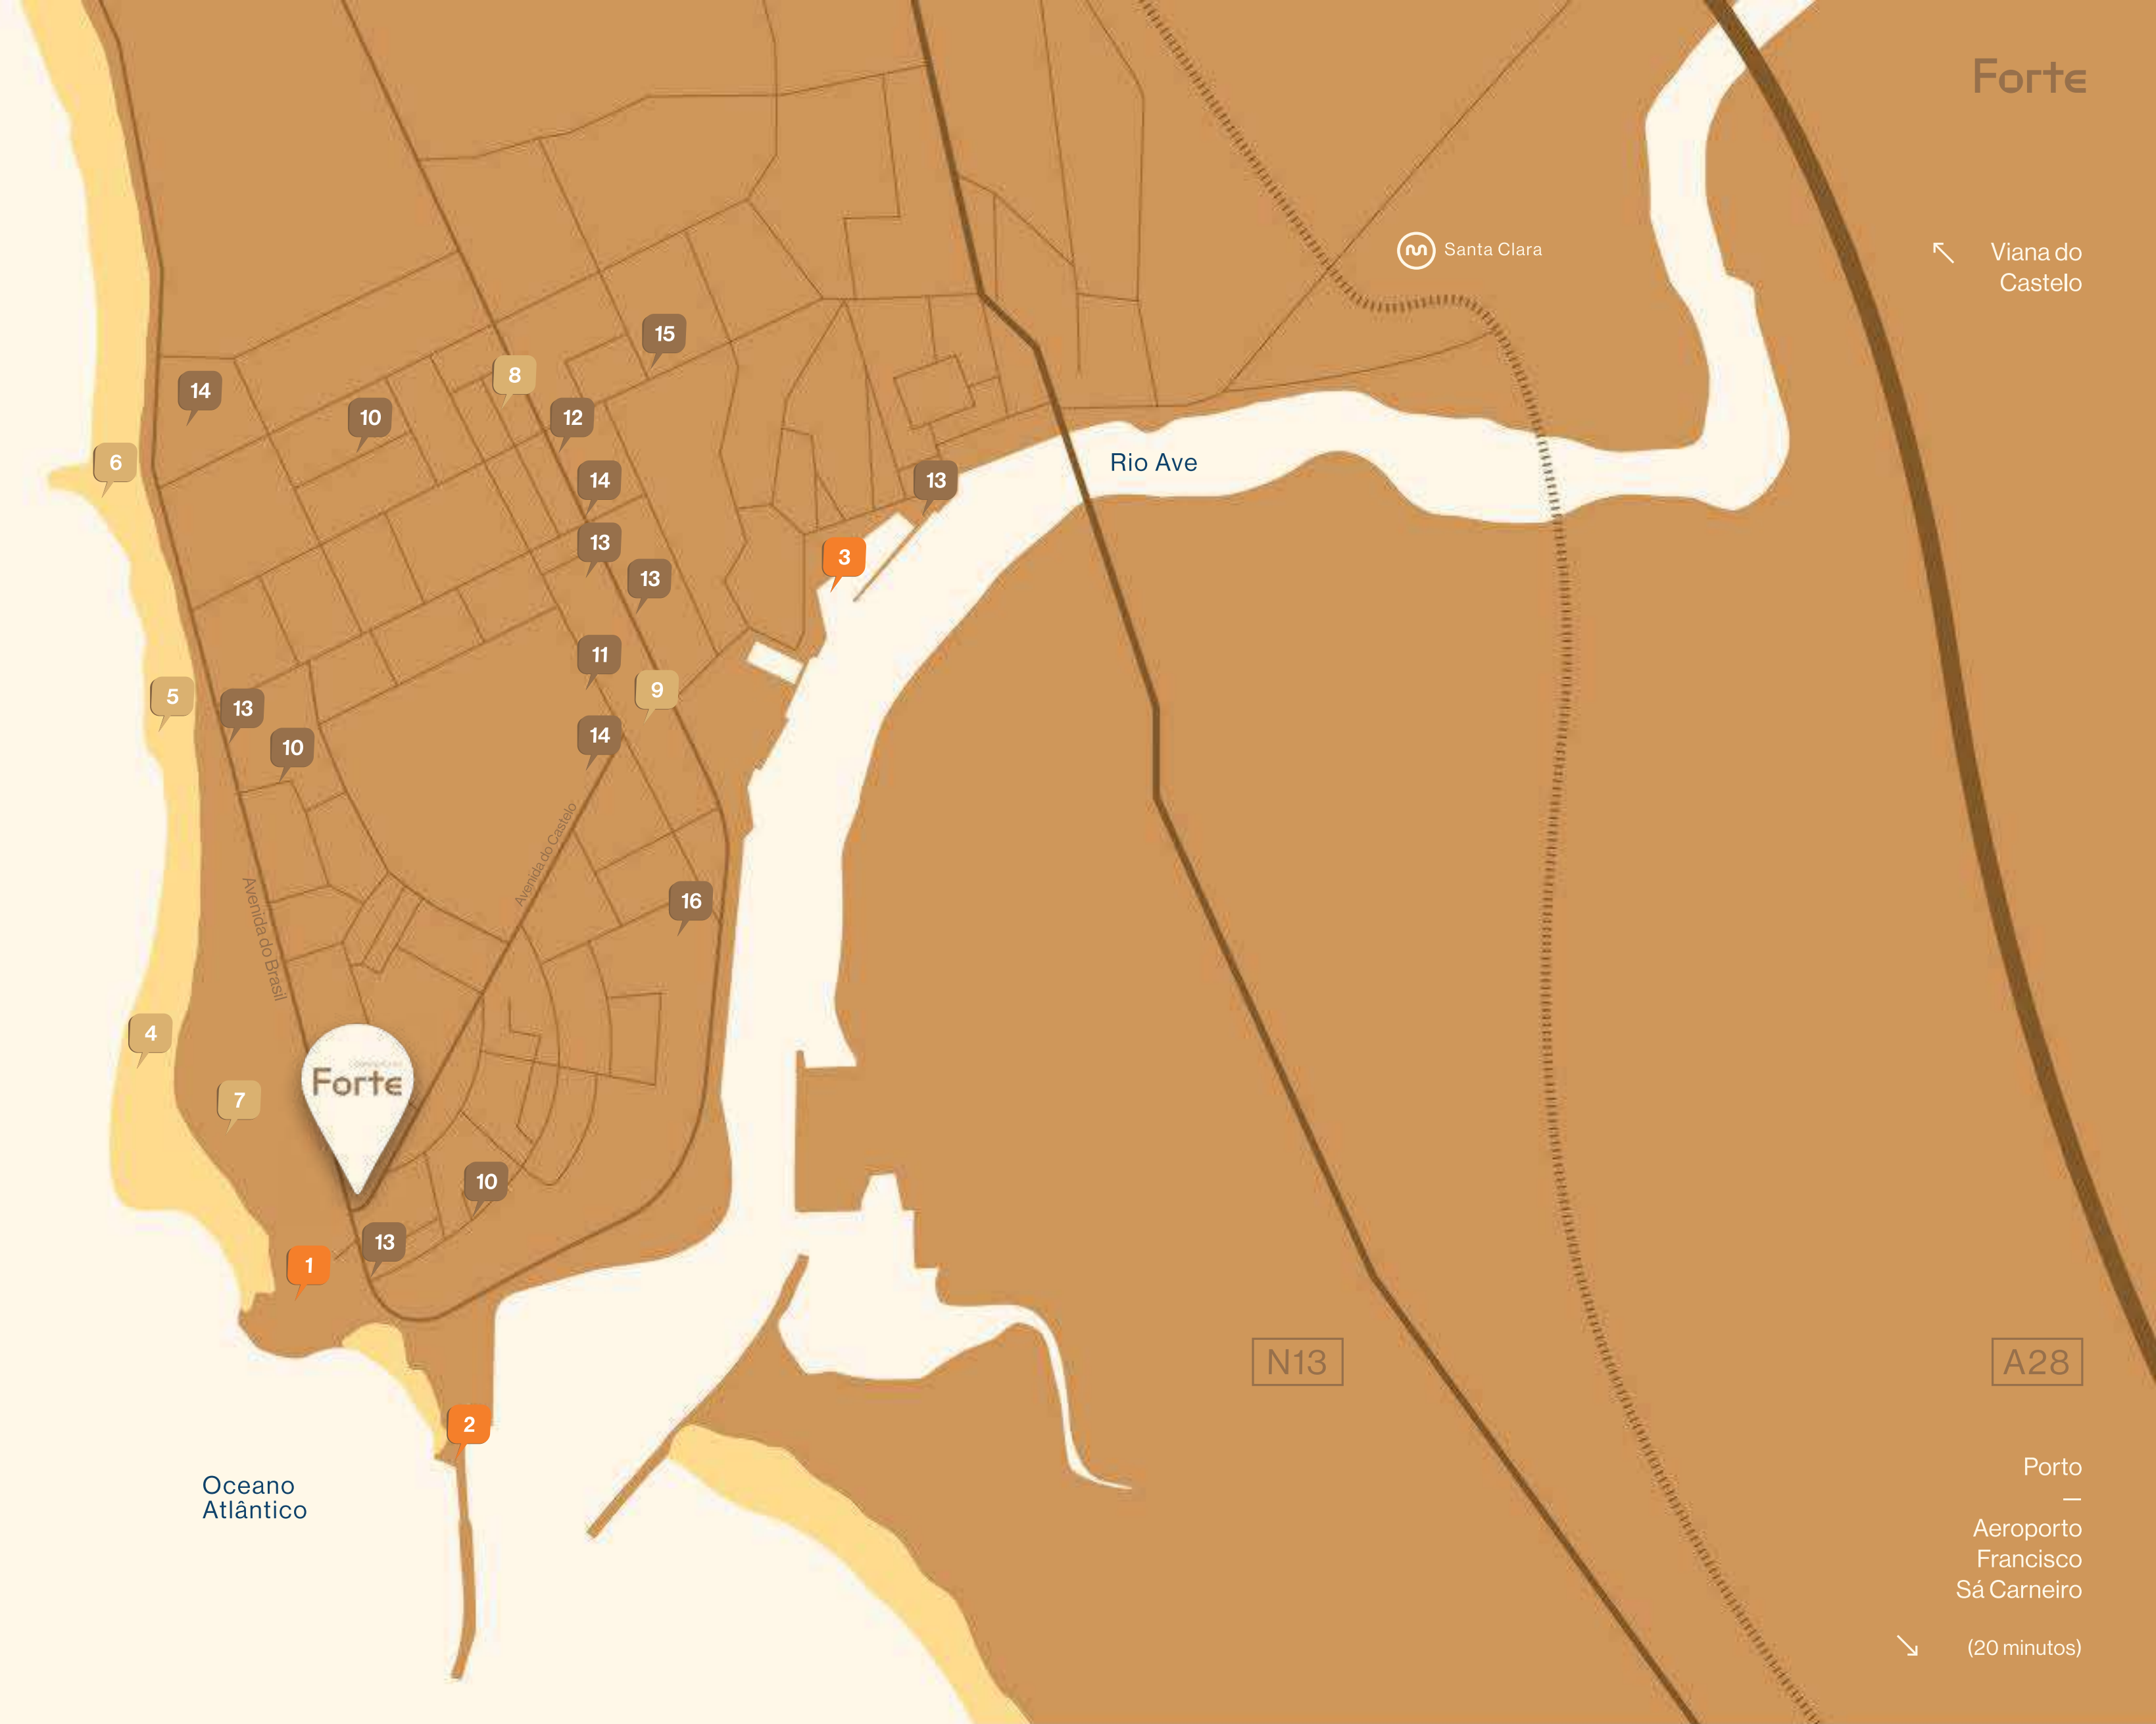 Forte
Santa Clara
Viana do
Castelo
15
8
14
10
12
6
14
13
Rio Ave
13
3
13
11
9
5
13
14
10
Avenida do Castelo
Avenida do Brasil
16
4
Forte
7
10
13
1
N13
A28
2
Porto
—
Aeroporto
Francisco
Sá Carneiro
(20 minutos)
Oceano
Atlântico